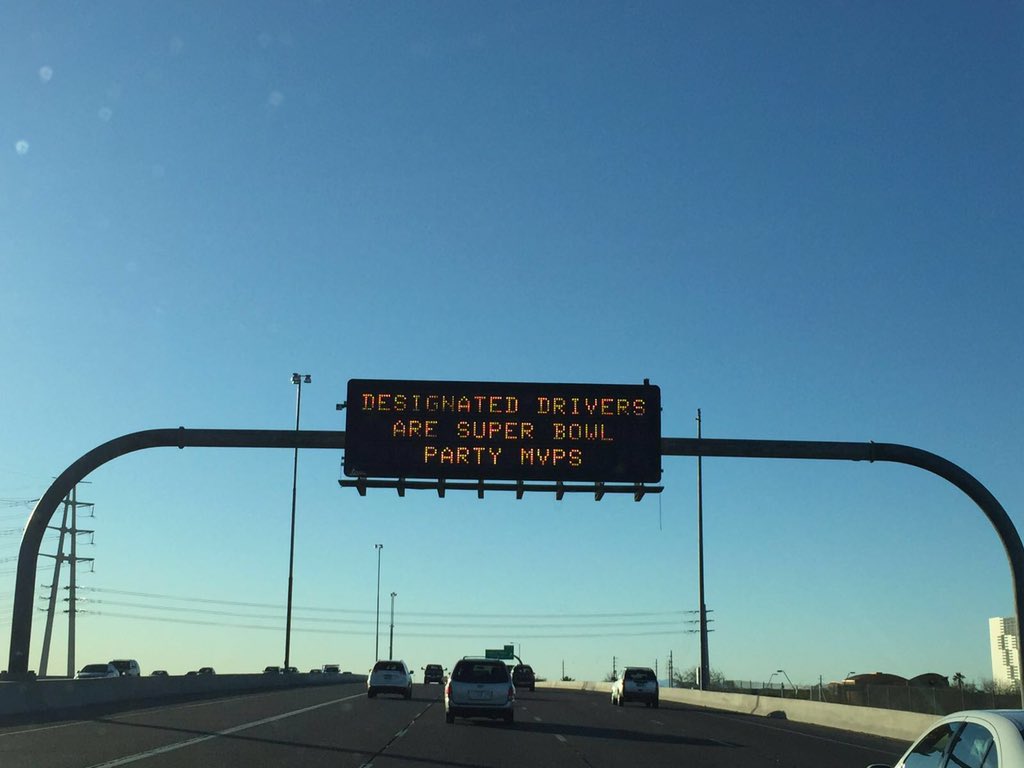 DESIGNATED DRIVERS
ARE SUPER BOWL
PARTY MVPS